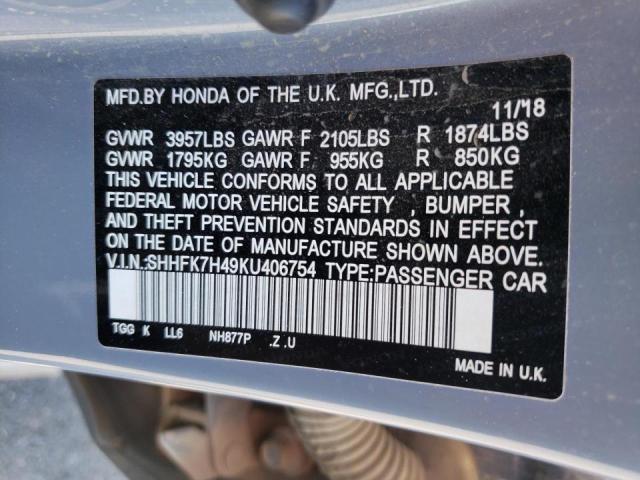 MFD.BY HONDA OF THE U.K. MFG.,LTD.
11/'18
GVWR 3957LBS GAWR F 2105LBS R 1874LBS
GVWR 1795KG GAWR F. 955KG R 850KG
THIS VEHICLE CONFORMS TO ALL APPLICABLE
FEDERAL MOTOR VEHICLE SAFETY , BUMPER ,
AND THEFT PREVENTION STANDARDS IN EFFECT
ON THE DATE OF MANUFACTURE SHOWN ABOVE.
V.I.N.:SHHFK7H49KU406754 TYPE:PASSENGER CAR
TGG K LL6 NH877P .Z .U
MADE IN U.K.